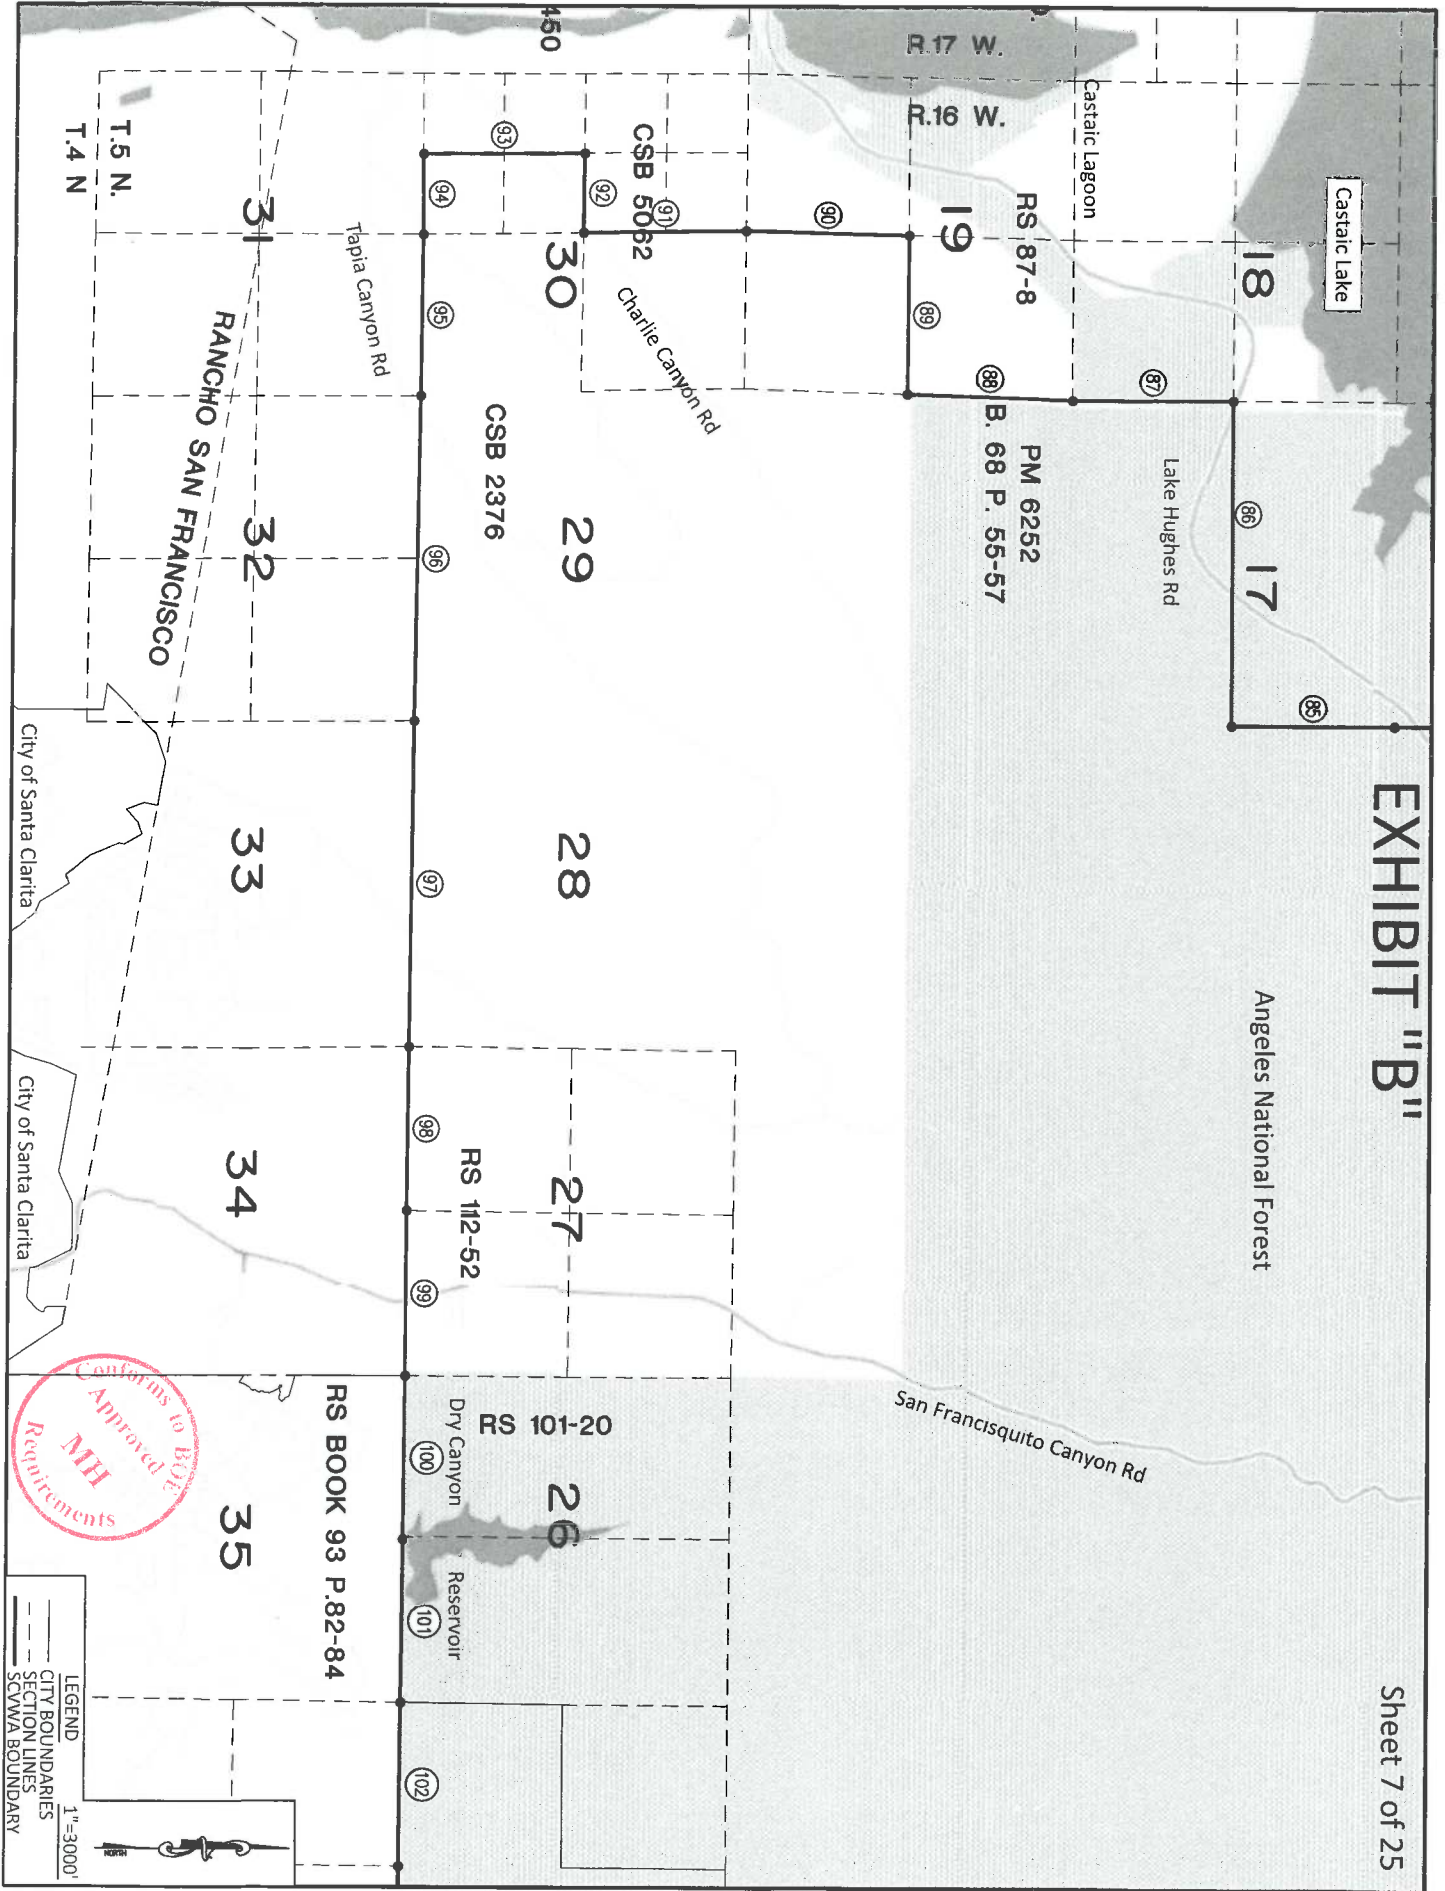 EXHIBIT "B"
Sheet 7 of 25
Castaic Lake
18
17
86
85
Angeles National Forest
Castaic Lagoon
Lake Hughes Rd
87
R.17 W.
R.16 W.
RS 87-8
19
PM 6252
B. 68 P. 55-57
88
89
90
San Francisquito Canyon Rd
CSB 5062
91
92
Charlie Canyon Rd
450
30
29
28
27
26
93
CSB 2376
RS 112-52
RS 101-20
Dry Canyon
Reservoir
94
95
96
97
98
99
100
101
102
Tapia Canyon Rd
RS BOOK 93 P.82-84
31
32
33
34
35
RANCHO SAN FRANCISCO
T.5 N.
T.4 N
City of Santa Clarita
City of Santa Clarita
Conforms to BOE
Approved
MH
Requirements
LEGEND
1"=3000'
CITY BOUNDARIES
SECTION LINES
SCVWA BOUNDARY
NORTH